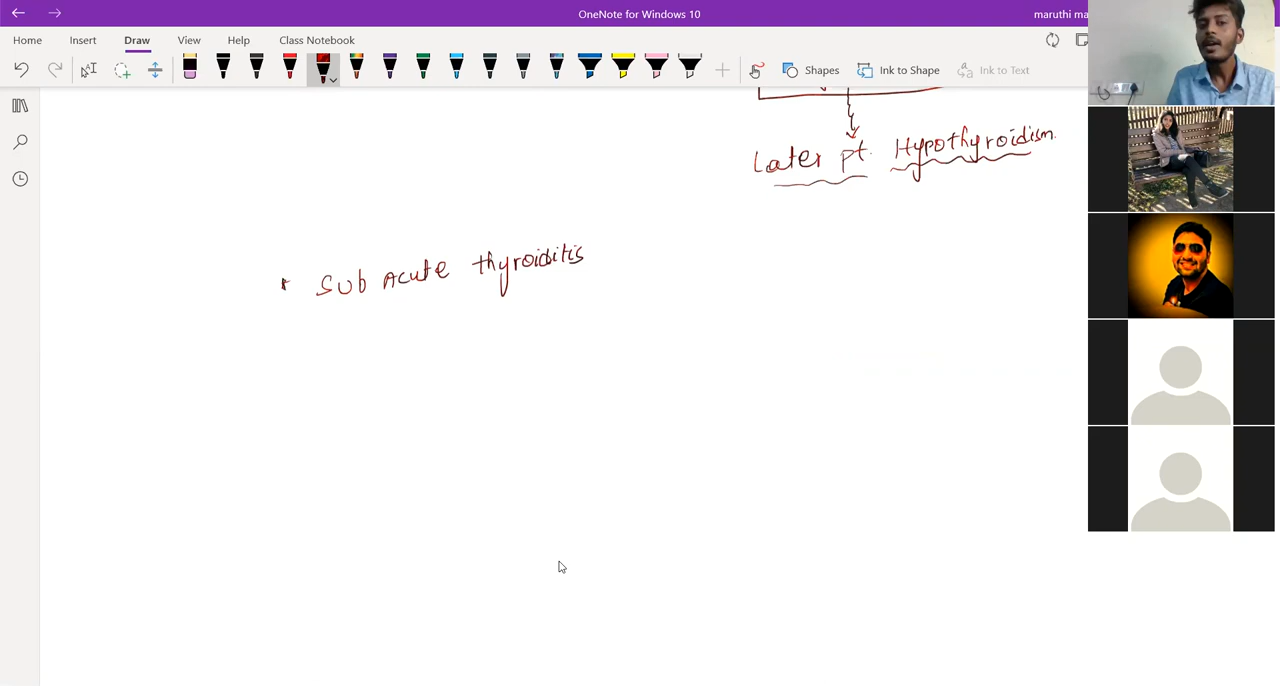 OneNote for Windows 10
maruthi ma
Home Insert Draw View Help Class Notebook
Shapes Ink to Shape Ink to Text
Later pt. Hypothyroidism.
* Sub Acute thyroiditis